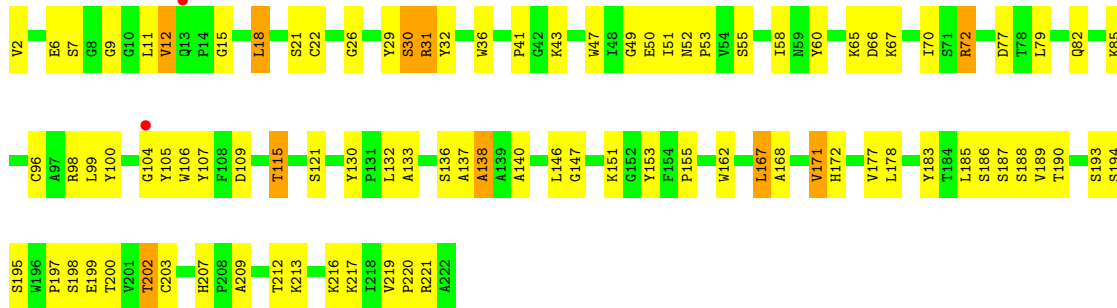 V2 E6 S7 G8 G9 G10 L11 V12 Q13 P14 G15 L18 S21 C22 G26 Y29 S30 R31 Y32 W36 P41 G42 K43 W47 I48 G49 E50 I51 N52 P53 V54 S55 I58 N59 Y60 K65 D66 K67 I70 S71 R72 D77 T78 L79 Q82 K85
C96 A97 R98 L99 Y100 G104 Y105 W106 Y107 F108 D109 T115 S121 Y130 P131 L132 A133 S136 A137 A138 A139 A140 L146 G147 K151 G152 Y153 F154 P155 W162 L167 A168 V171 H172 V177 L178 Y183 T184 L185 S186 S187 S188 V189 T190 S193 S194
S195 W196 P197 S198 E199 T200 V201 T202 C203 H207 P208 A209 T212 K213 K216 K217 I218 V219 P220 R221 A222